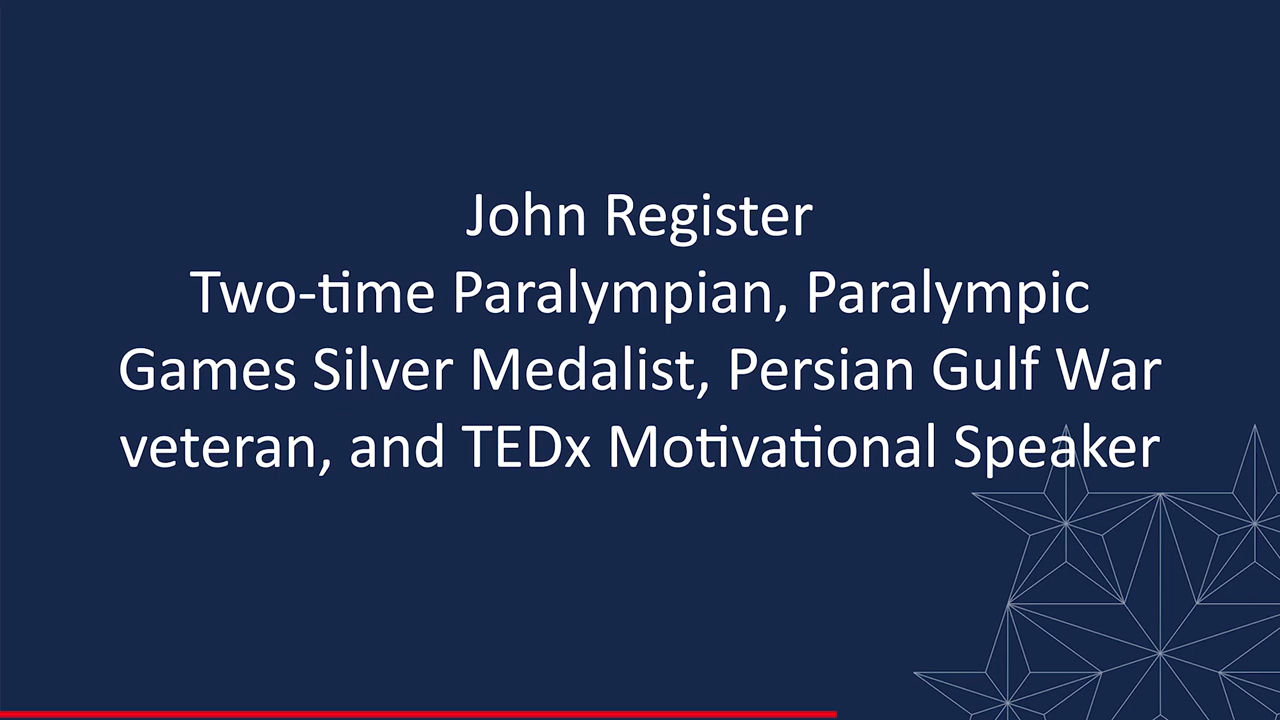 John Register
Two-time Paralympian, Paralympic
Games Silver Medalist, Persian Gulf War
veteran, and TEDx Motivational Speaker